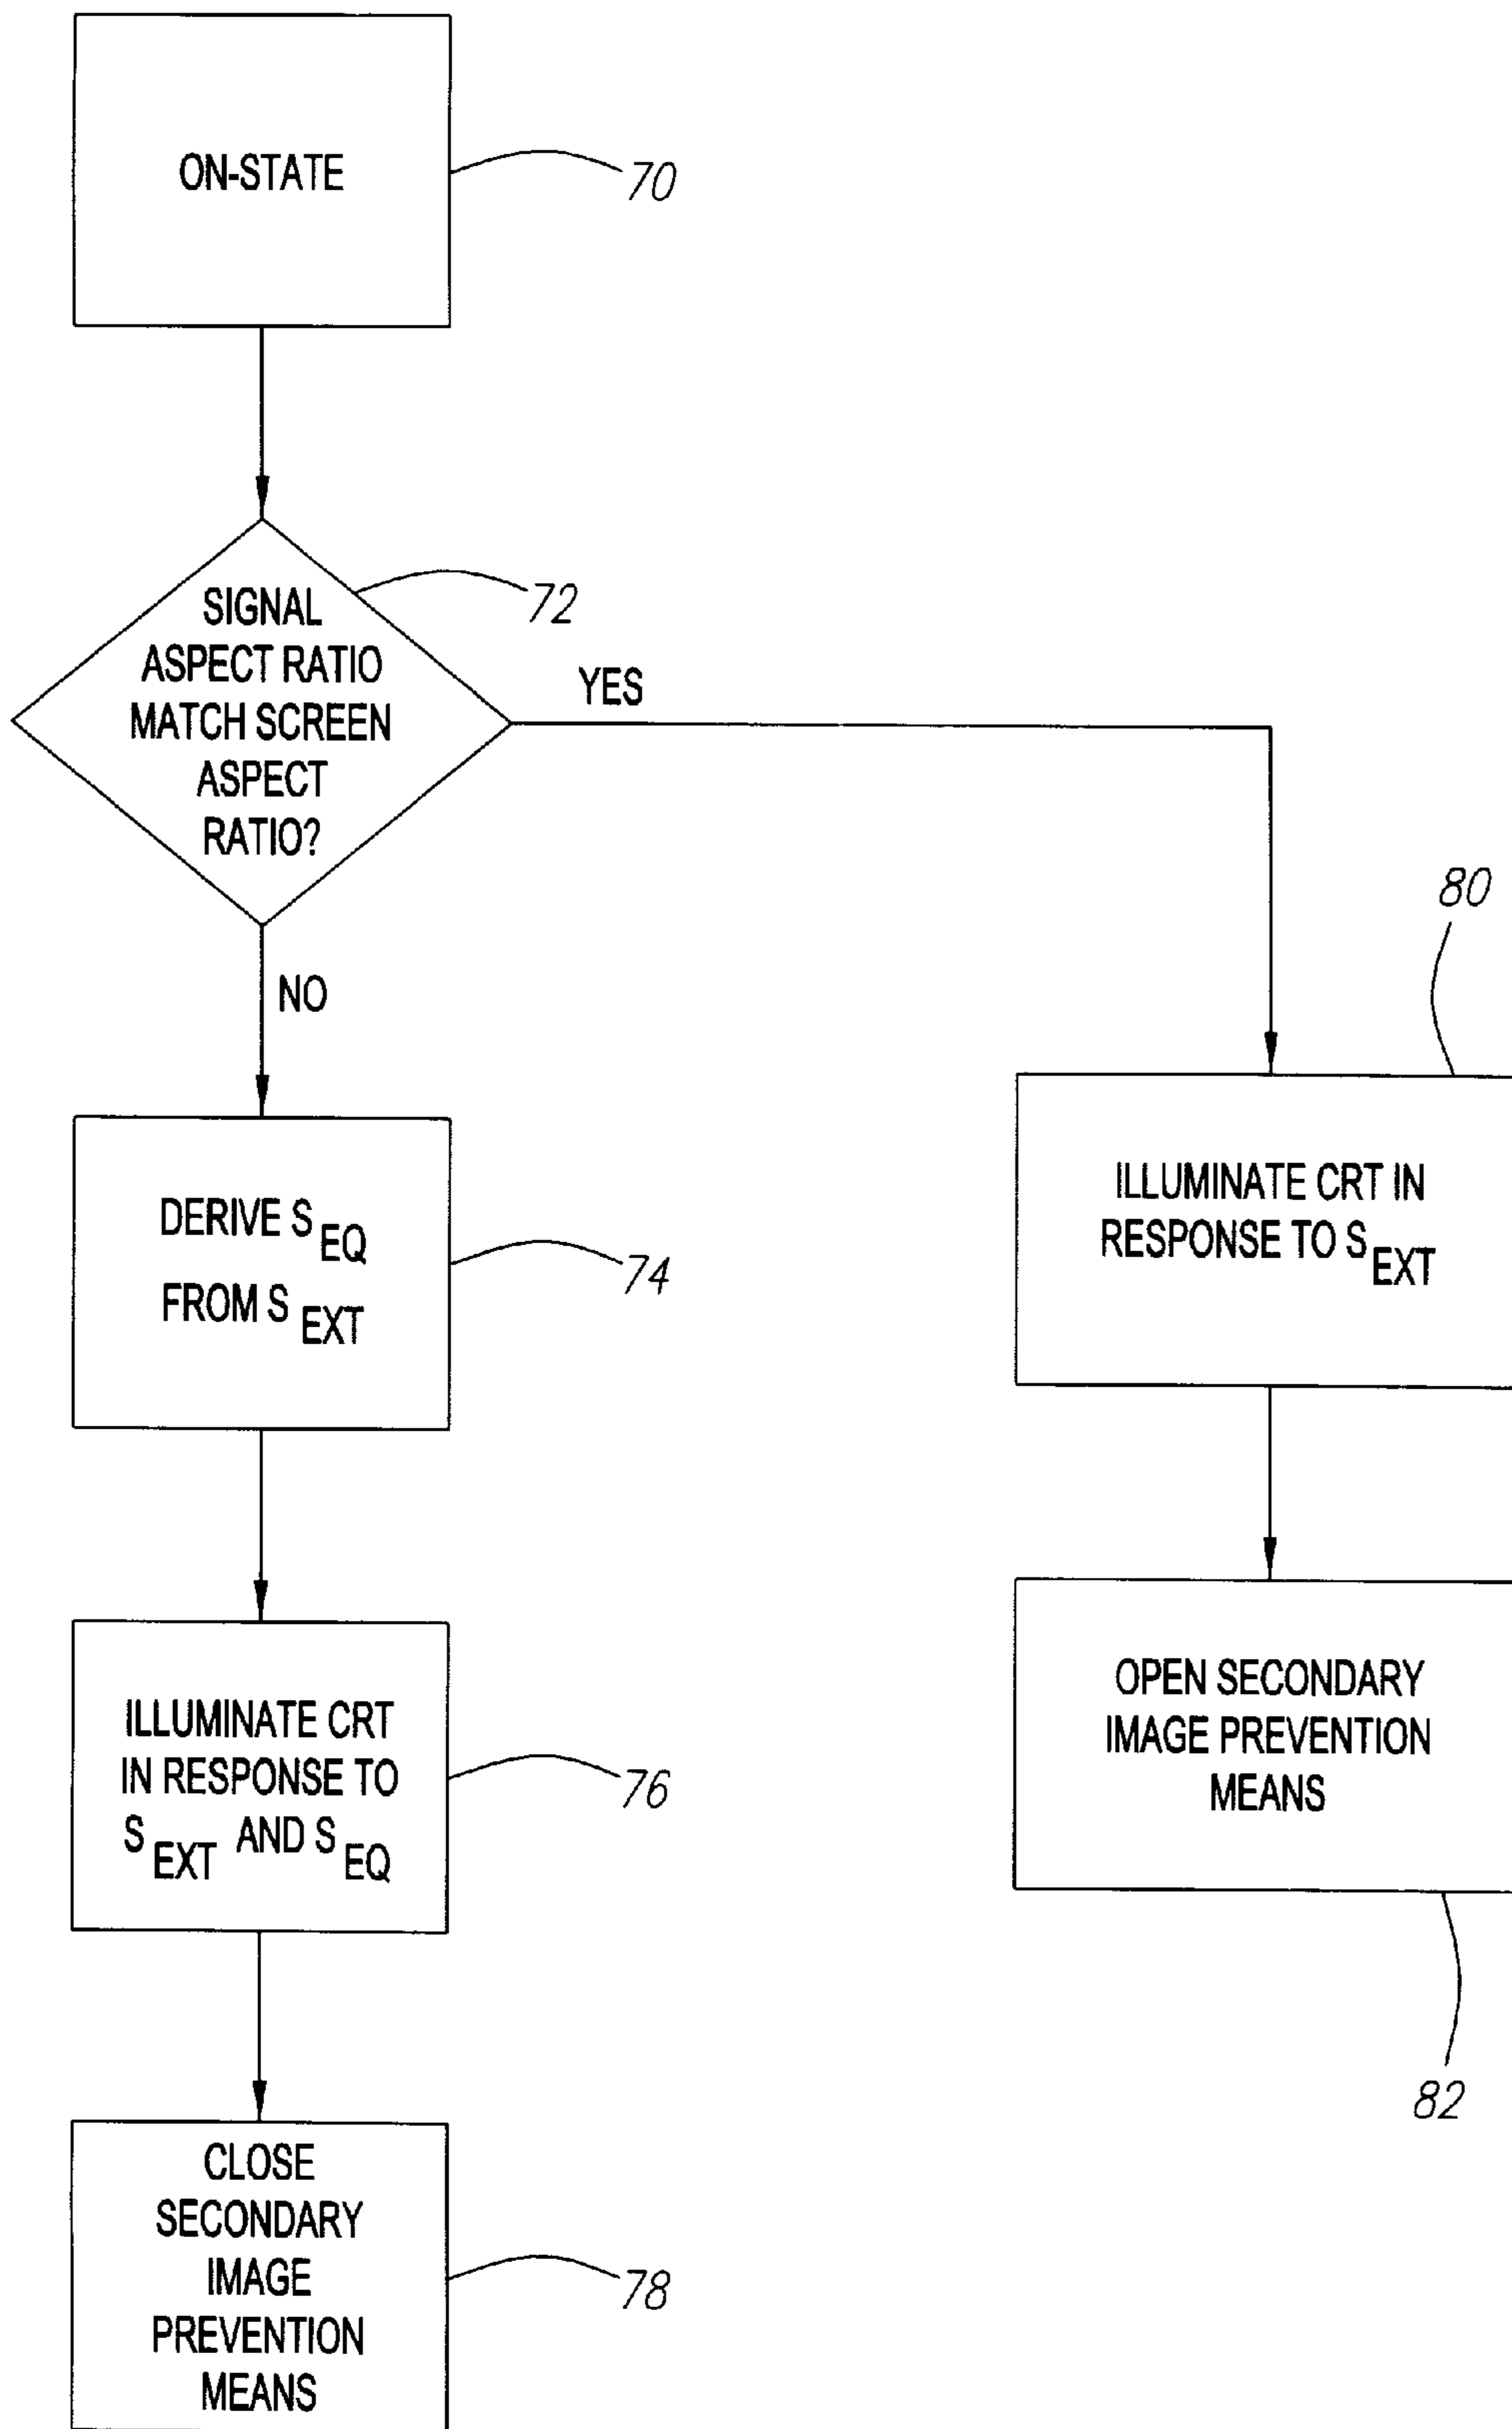 ON-STATE
70
SIGNAL
ASPECT RATIO
MATCH SCREEN
ASPECT
RATIO?
72
YES
NO
DERIVE S EQ
FROM S EXT
74
ILLUMINATE CRT
IN RESPONSE TO
S EXT AND S EQ
76
CLOSE
SECONDARY
IMAGE
PREVENTION
MEANS
78
80
ILLUMINATE CRT IN
RESPONSE TO S EXT
OPEN SECONDARY
IMAGE PREVENTION
MEANS
82